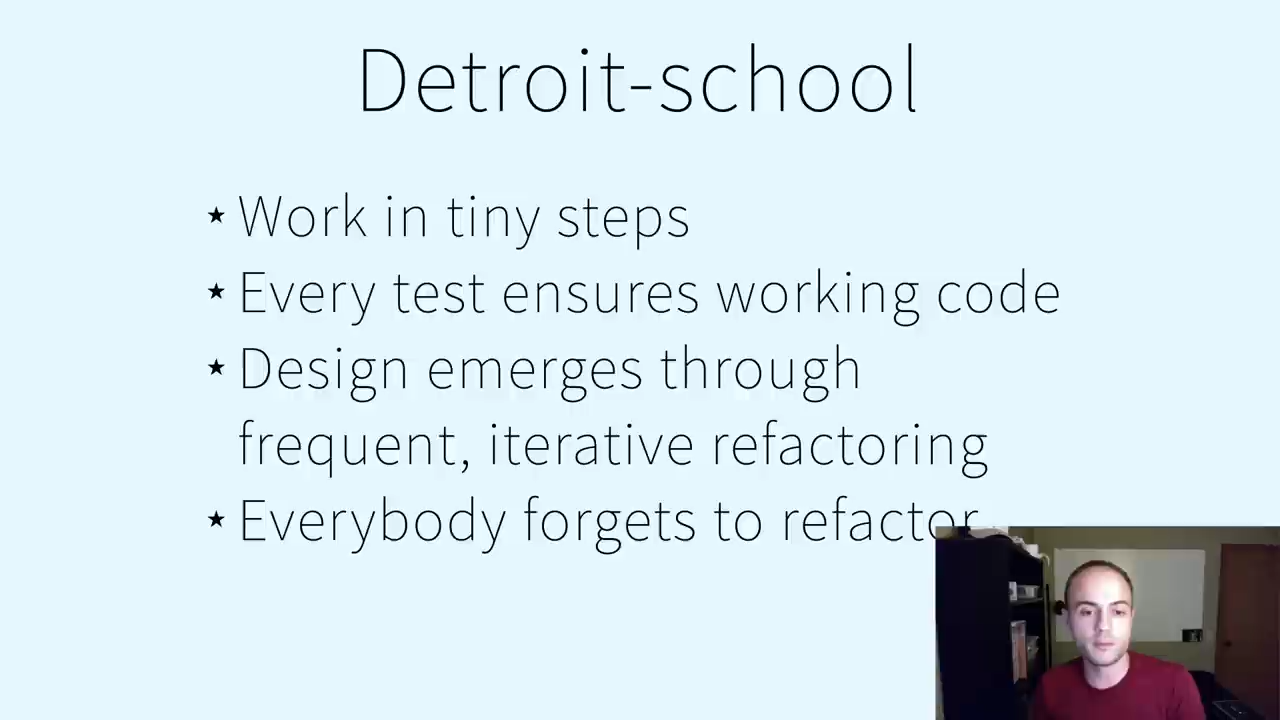 Detroit-school
★ Work in tiny steps
★ Every test ensures working code
★ Design emerges through
frequent, iterative refactoring
★ Everybody forgets to refactor